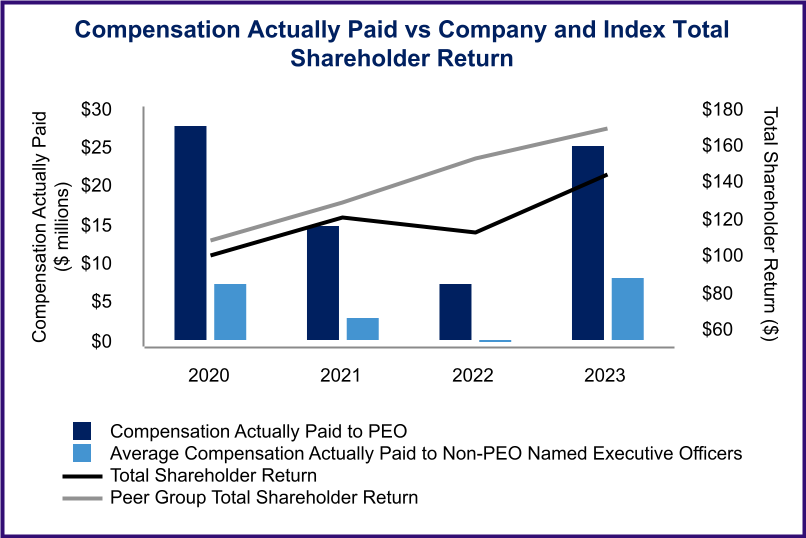 Compensation Actually Paid vs Company and Index Total
Shareholder Return
Compensation Actually Paid
($ millions)
$30
$25
$20
$15
$10
$5
$0
$180
$160
$140
$120
$100
$80
$60
Total Shareholder Return ($)
2020
2021
2022
2023
Compensation Actually Paid to PEO
Average Compensation Actually Paid to Non-PEO Named Executive Officers
Total Shareholder Return
Peer Group Total Shareholder Return